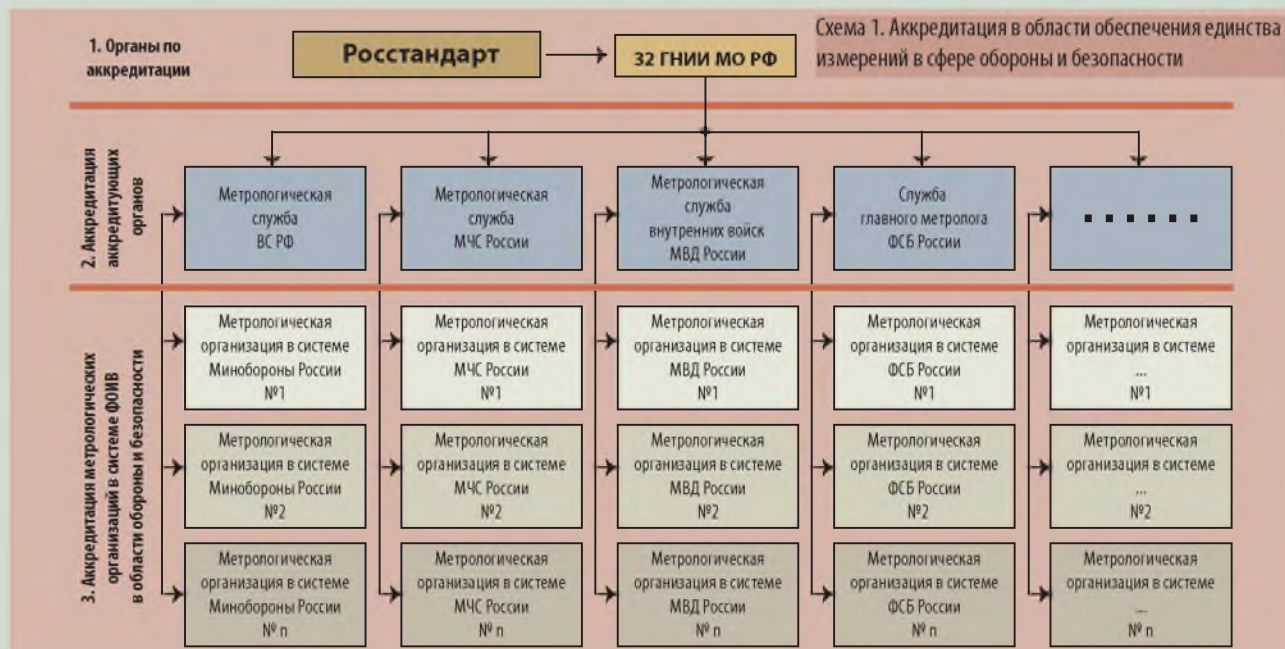 Схема 1. Аккредитация в области обеспечения единства
измерений в сфере обороны и безопасности
1. Органы по
аккредитации
Росстандарт
32 ГНИИ МО РФ
2. Аккредитация
аккредитующих
органов
Метрологическая
служба
ВС РФ
Метрологическая
служба
МЧС России
Метрологическая
служба
внутренних войск
МВД России
Служба
главного метролога
ФСБ России
......
3. Аккредитация метрологических
организаций в системе ФОИВ
в области обороны и безопасности
Метрологическая
организация в системе
Минобороны России
№1
Метрологическая
организация в системе
МЧС России
№1
Метрологическая
организация в системе
МВД России
№1
Метрологическая
организация в системе
ФСБ России
№1
Метрологическая
организация в системе
...
№1
Метрологическая
организация в системе
Минобороны России
№2
Метрологическая
организация в системе
МЧС России
№2
Метрологическая
организация в системе
МВД России
№2
Метрологическая
организация в системе
ФСБ России
№2
Метрологическая
организация в системе
...
№2
Метрологическая
организация в системе
Минобороны России
№ n
Метрологическая
организация в системе
МЧС России
№ n
Метрологическая
организация в системе
МВД России
№ n
Метрологическая
организация в системе
ФСБ России
№ n
Метрологическая
организация в системе
...
№ n